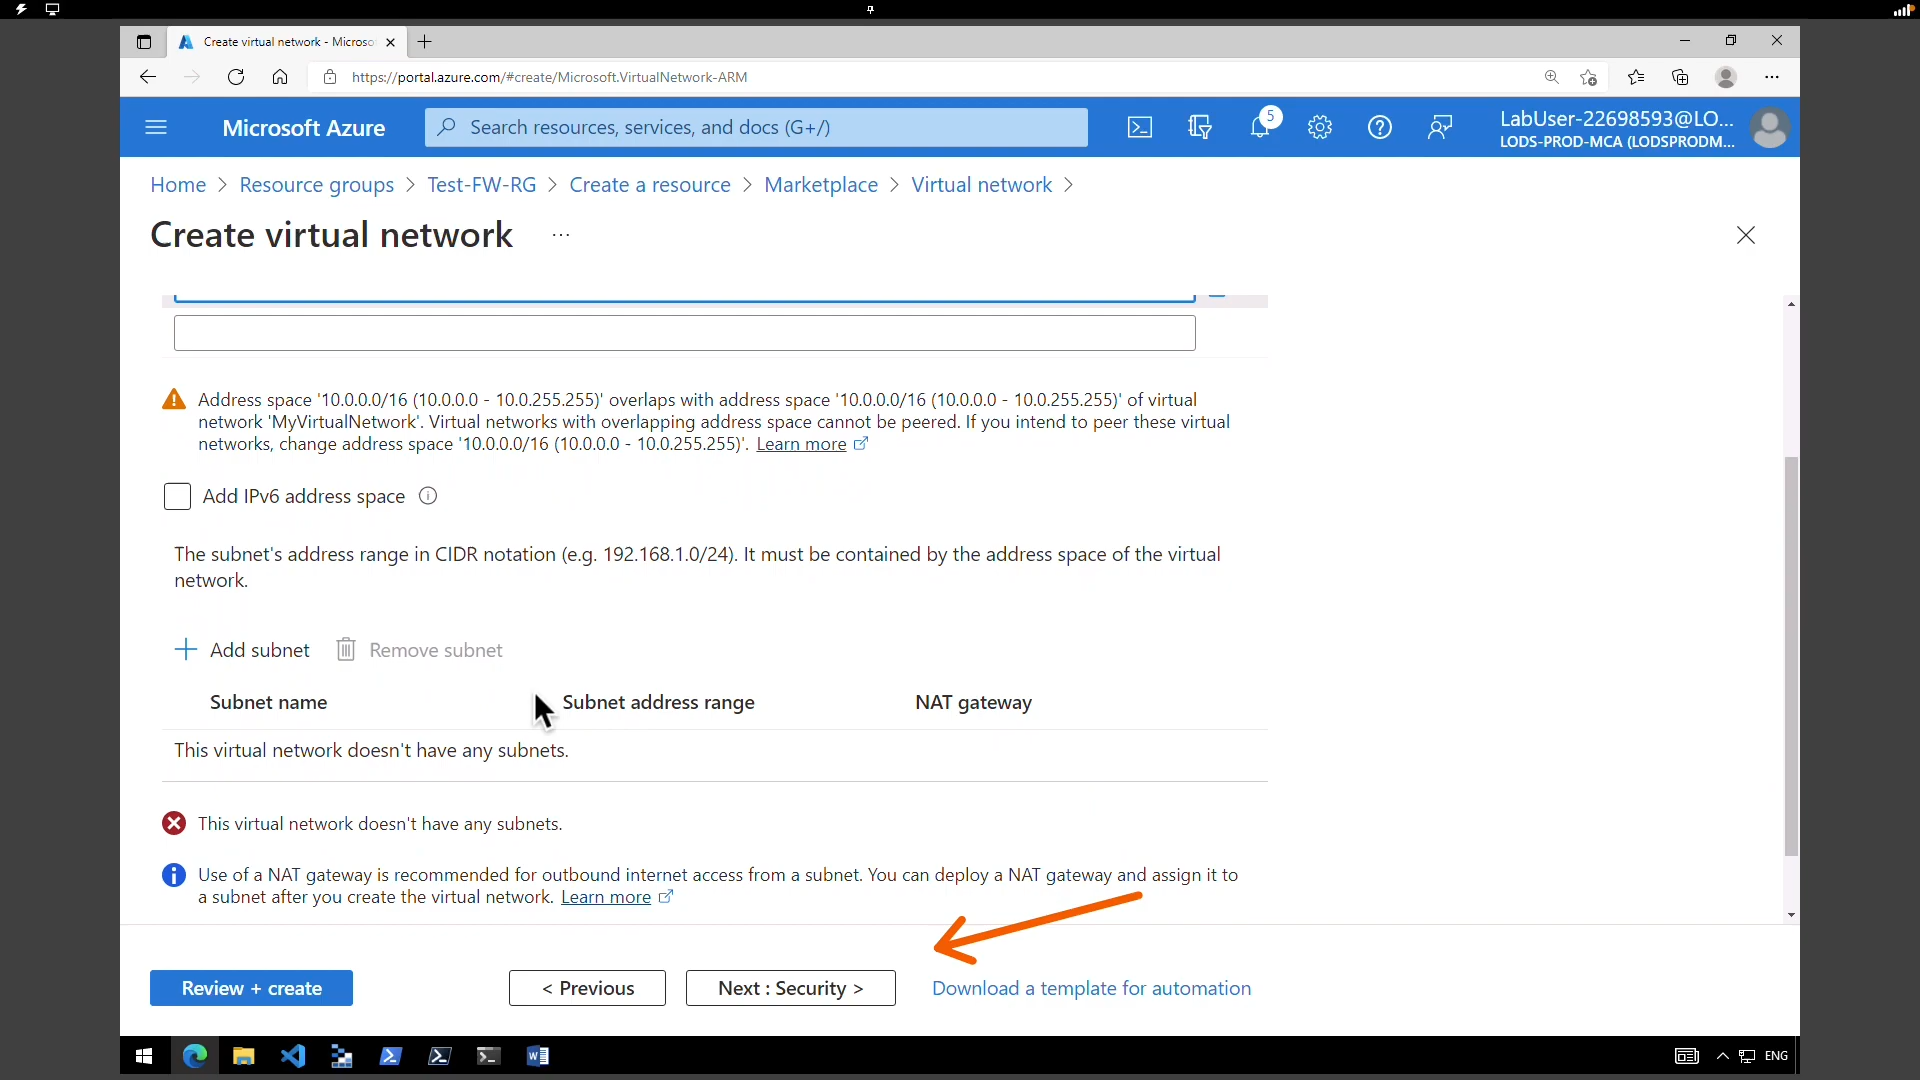 Create virtual network - Microso
https://portal.azure.com/#create/Microsoft.VirtualNetwork-ARM
Microsoft Azure
Search resources, services, and docs (G+/)
5
LabUser-22698593@LO...
LODS-PROD-MCA (LODSPRODM...
Home > Resource groups > Test-FW-RG > Create a resource > Marketplace > Virtual network >
Create virtual network ...
Address space '10.0.0.0/16 (10.0.0.0 - 10.0.255.255)' overlaps with address space '10.0.0.0/16 (10.0.0.0 - 10.0.255.255)' of virtual
network 'MyVirtualNetwork'. Virtual networks with overlapping address space cannot be peered. If you intend to peer these virtual
networks, change address space '10.0.0.0/16 (10.0.0.0 - 10.0.255.255)'. Learn more
Add IPv6 address space
The subnet's address range in CIDR notation (e.g. 192.168.1.0/24). It must be contained by the address space of the virtual
network.
Add subnet Remove subnet
Subnet name Subnet address range NAT gateway
This virtual network doesn't have any subnets.
This virtual network doesn't have any subnets.
Use of a NAT gateway is recommended for outbound internet access from a subnet. You can deploy a NAT gateway and assign it to
a subnet after you create the virtual network. Learn more
Review + create < Previous Next : Security > Download a template for automation
ENG